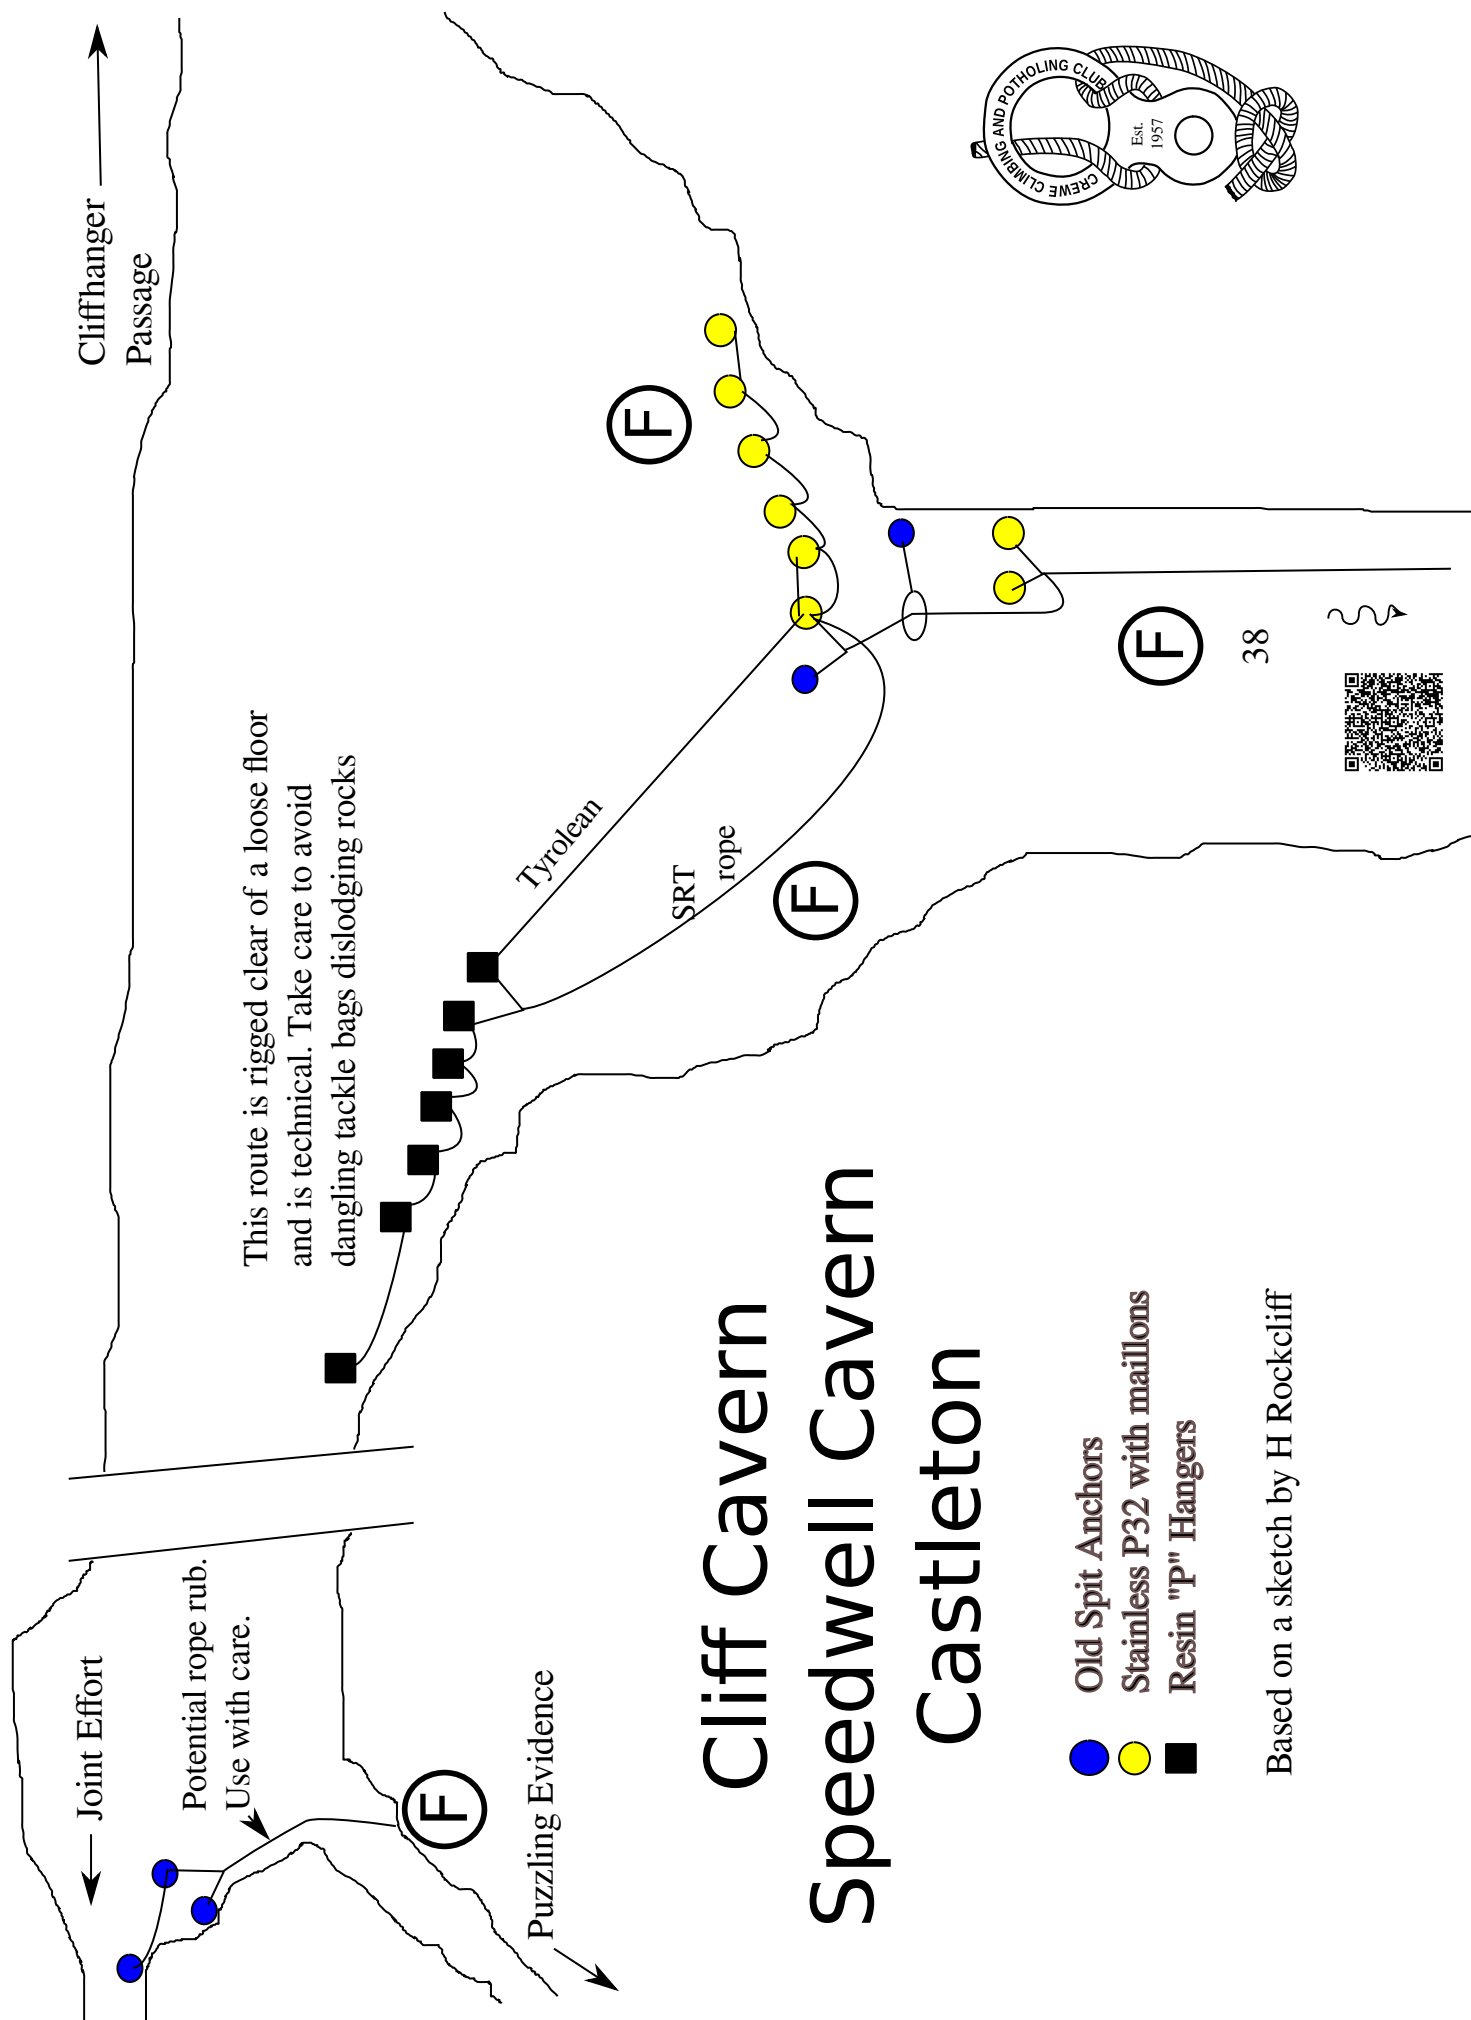 Joint Effort
Potential rope rub.
Use with care.
Puzzling Evidence
Cliffhanger
Passage
This route is rigged clear of a loose floor
and is technical. Take care to avoid
dangling tackle bags dislodging rocks
Tyrolean
SRT
rope
F
F
F
F
38
Cliff Cavern
Speedwell Cavern
Castleton
Old Spit Anchors
Stainless P32 with maillons
Resin "P" Hangers
Based on a sketch by H Rockcliff
CREWE CLIMBING AND POTHOLING CLUB
Est.
1957